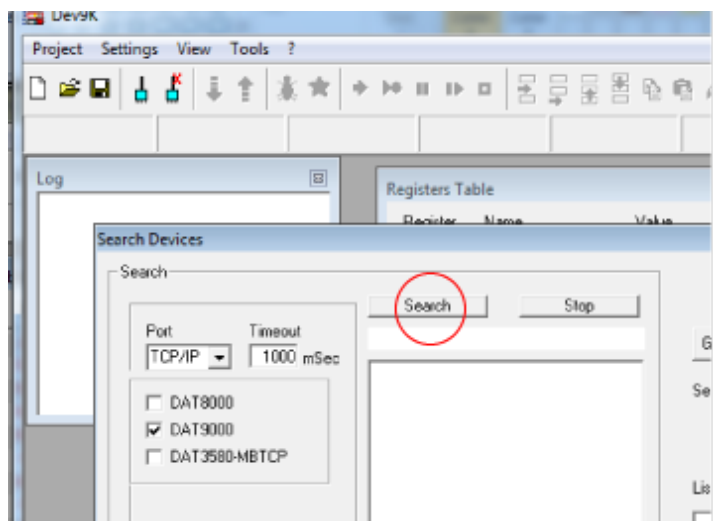 Dev9K
Project Settings View Tools ?
Log
Registers Table
Register Name Value
Search Devices
Search
Search Stop
Port Timeout
TCP/IP 1000 mSec
DAT8000
DAT9000
DAT3580-MBTCP
G
Se
Lis